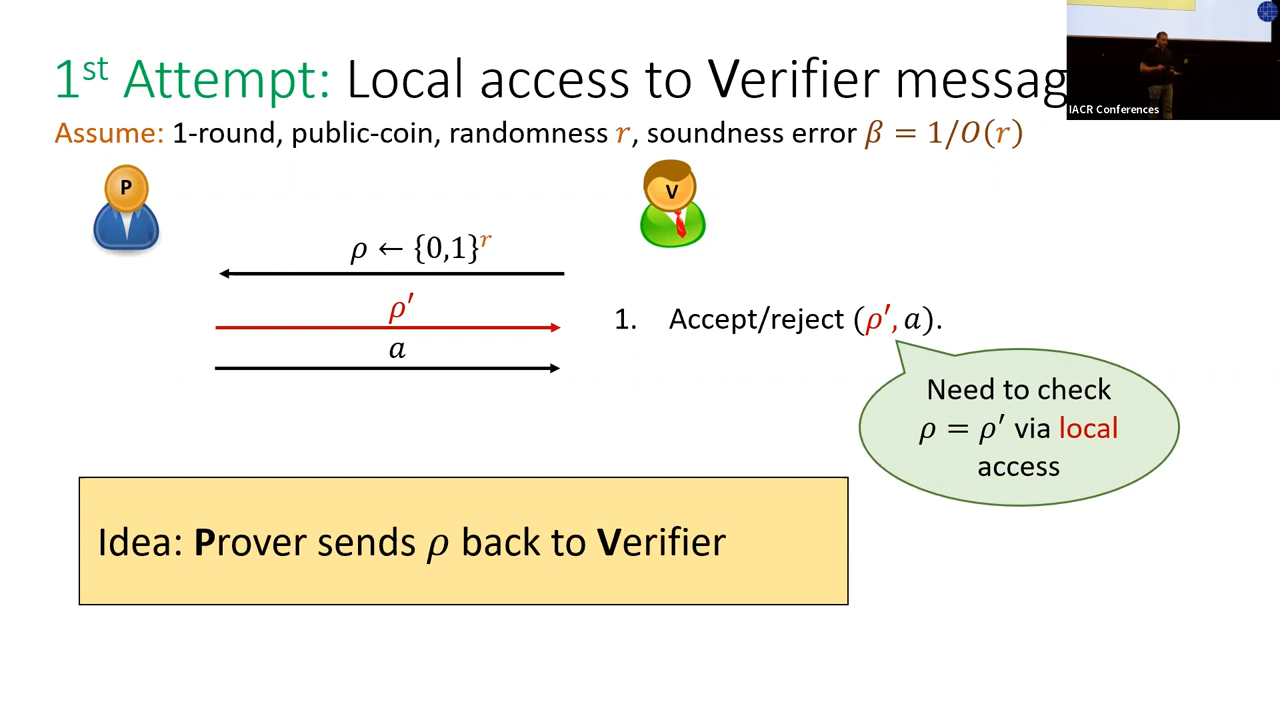 1st Attempt: Local access to Verifier messag
IACR Conferences
Assume: 1-round, public-coin, randomness r, soundness error β = 1/O(r)
P
V
ρ ← {0,1}^r
ρ′
1. Accept/reject (ρ′, a).
a
Need to check
ρ = ρ′ via local
access
Idea: Prover sends ρ back to Verifier